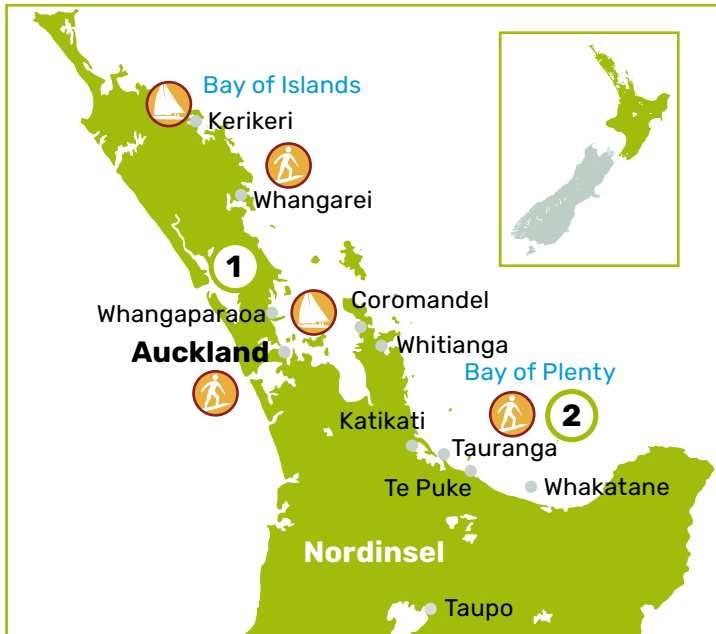 Bay of Islands
Kerikeri
Whangarei
1
Whangaparaoa
Coromandel
Auckland
Whitianga
Bay of Plenty
2
Katikati
Tauranga
Te Puke
Whakatane
Nordinsel
Taupo